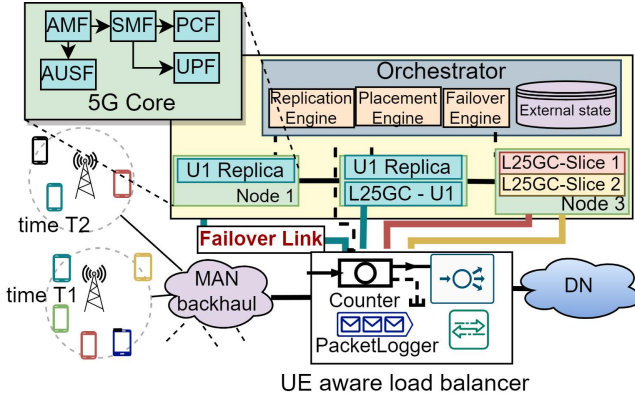 AMF
SMF
PCF
AUSF
UPF
5G Core
Orchestrator
Replication
Engine
Placement
Engine
Failover
Engine
External state
U1 Replica
Node 1
U1 Replica
L25GC - U1
L25GC-Slice 1
L25GC-Slice 2
Node 3
time T2
Failover Link
time T1
MAN
backhaul
Counter
PacketLogger
DN
UE aware load balancer